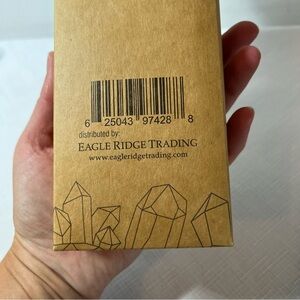 6 25043 97428 8
distributed by:
EAGLE RIDGE TRADING
www.eagleridgetrading.com